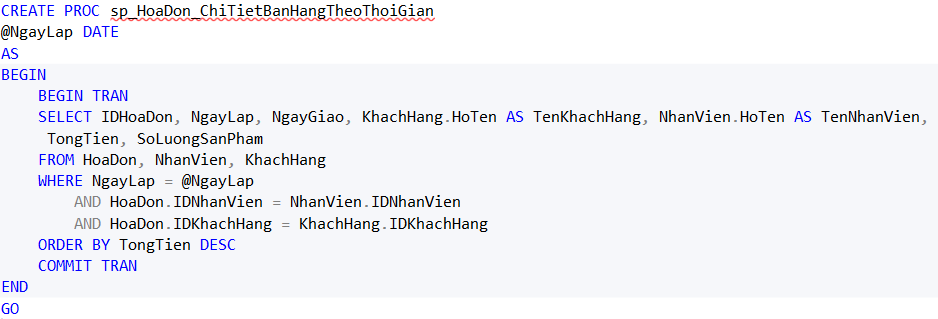 CREATE PROC sp_HoaDon_ChiTietBanHangTheoThoiGian
@NgayLap DATE
AS
BEGIN
    BEGIN TRAN
    SELECT IDHoaDon, NgayLap, NgayGiao, KhachHang.HoTen AS TenKhachHang, NhanVien.HoTen AS TenNhanVien,
     TongTien, SoLuongSanPham
    FROM HoaDon, NhanVien, KhachHang
    WHERE NgayLap = @NgayLap
        AND HoaDon.IDNhanVien = NhanVien.IDNhanVien
        AND HoaDon.IDKhachHang = KhachHang.IDKhachHang
    ORDER BY TongTien DESC
    COMMIT TRAN
END
GO